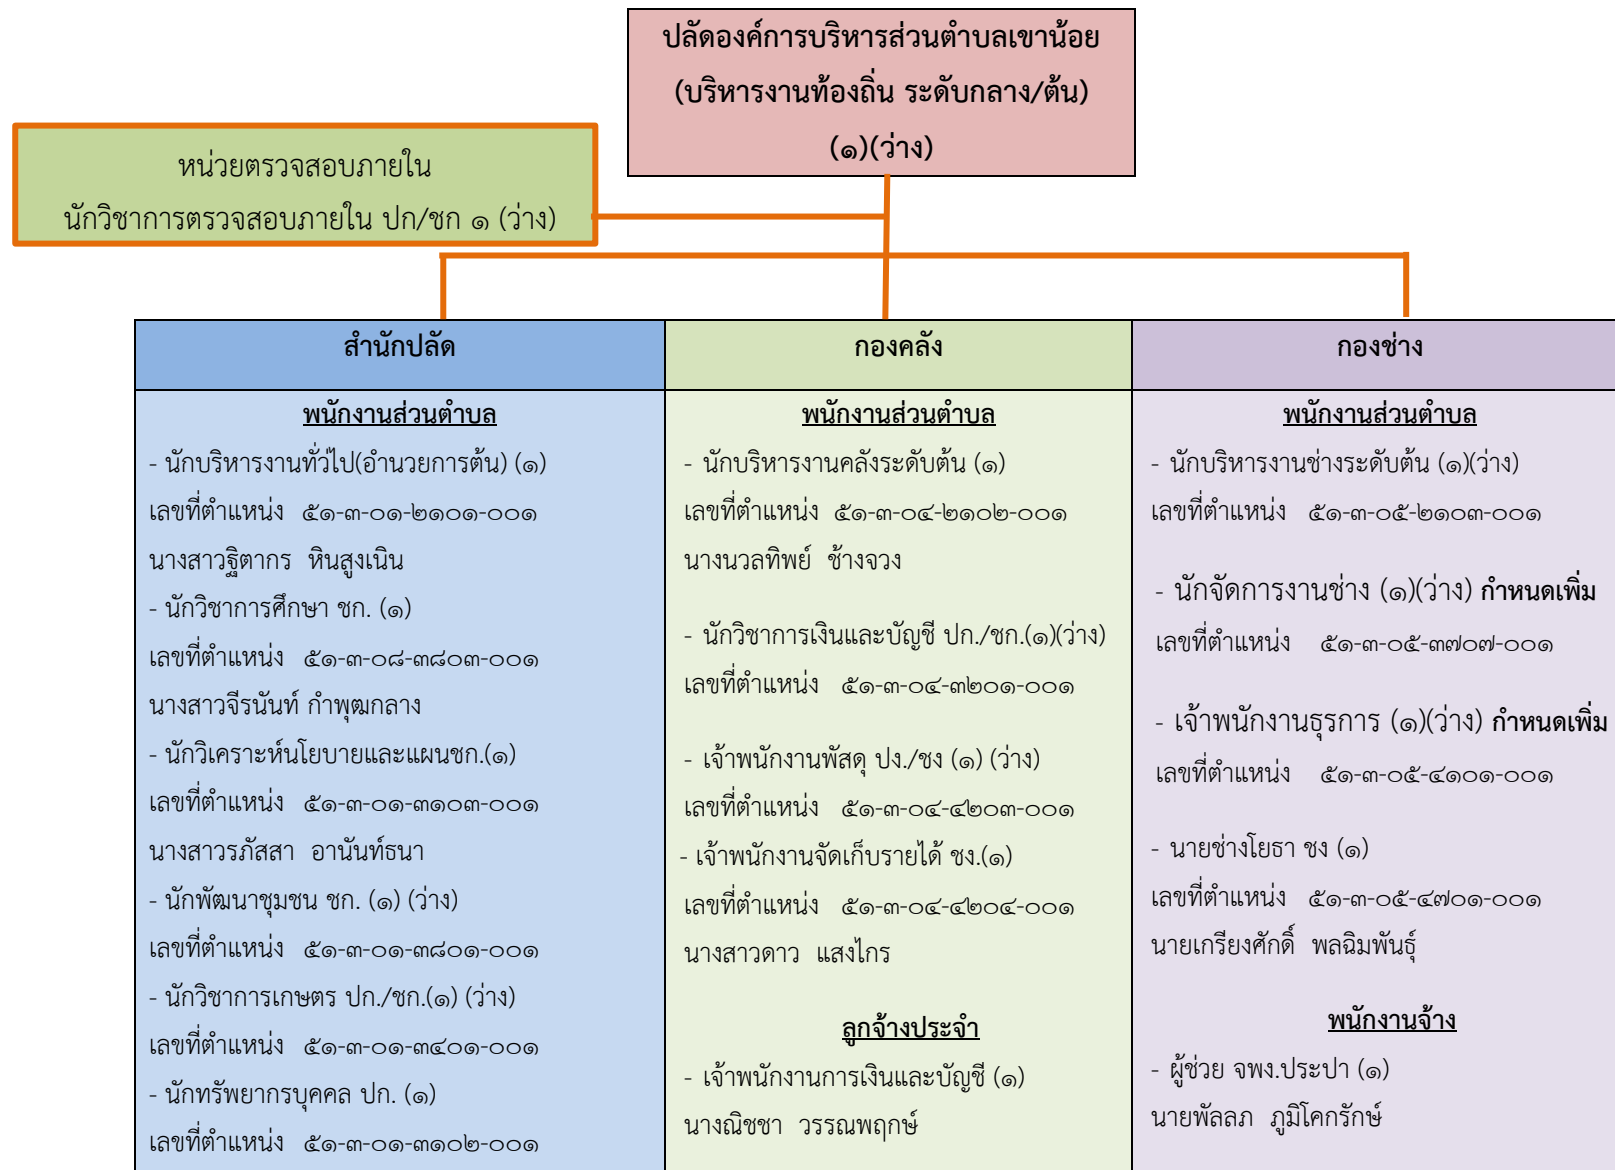 ปลัดองค์การบริหารส่วนตำบลเขาน้อย
(บริหารงานท้องถิ่น ระดับกลาง/ต้น)
(๑)(ว่าง)
หน่วยตรวจสอบภายใน
นักวิชาการตรวจสอบภายใน ปก/ชก ๑ (ว่าง)
สำนักปลัด
พนักงานส่วนตำบล
- นักบริหารงานทั่วไป(อำนวยการต้น) (๑)
เลขที่ตำแหน่ง ๕๑-๓-๐๑-๒๑๐๑-๐๐๑
นางสาวฐิตากร หินสูงเนิน
- นักวิชาการศึกษา ชก. (๑)
เลขที่ตำแหน่ง ๕๑-๓-๐๘-๓๘๐๓-๐๐๑
นางสาวจีรนันท์ กำพุฒกลาง
- นักวิเคราะห์นโยบายและแผนชก.(๑)
เลขที่ตำแหน่ง ๕๑-๓-๐๑-๓๑๐๓-๐๐๑
นางสาวรภัสสา อานันท์ธนา
- นักพัฒนาชุมชน ชก. (๑) (ว่าง)
เลขที่ตำแหน่ง ๕๑-๓-๐๑-๓๘๐๑-๐๐๑
- นักวิชาการเกษตร ปก./ชก.(๑) (ว่าง)
เลขที่ตำแหน่ง ๕๑-๓-๐๑-๓๔๐๑-๐๐๑
- นักทรัพยากรบุคคล ปก. (๑)
เลขที่ตำแหน่ง ๕๑-๓-๐๑-๓๑๐๒-๐๐๑
กองคลัง
พนักงานส่วนตำบล
- นักบริหารงานคลังระดับต้น (๑)
เลขที่ตำแหน่ง ๕๑-๓-๐๔-๒๑๐๒-๐๐๑
นางนวลทิพย์ ช้างจวง
- นักวิชาการเงินและบัญชี ปก./ชก.(๑)(ว่าง)
เลขที่ตำแหน่ง ๕๑-๓-๐๔-๓๒๐๑-๐๐๑
- เจ้าพนักงานพัสดุ ปง./ชง (๑) (ว่าง)
เลขที่ตำแหน่ง ๕๑-๓-๐๔-๔๒๐๓-๐๐๑
- เจ้าพนักงานจัดเก็บรายได้ ชง.(๑)
เลขที่ตำแหน่ง ๕๑-๓-๐๔-๔๒๐๔-๐๐๑
นางสาวดาว แสงไกร
ลูกจ้างประจำ
- เจ้าพนักงานการเงินและบัญชี (๑)
นางณิชชา วรรณพฤกษ์
กองช่าง
พนักงานส่วนตำบล
- นักบริหารงานช่างระดับต้น (๑)(ว่าง)
เลขที่ตำแหน่ง ๕๑-๓-๐๕-๒๑๐๓-๐๐๑
- นักจัดการงานช่าง (๑)(ว่าง) กำหนดเพิ่ม
เลขที่ตำแหน่ง ๕๑-๓-๐๕-๓๗๐๗-๐๐๑
- เจ้าพนักงานธุรการ (๑)(ว่าง) กำหนดเพิ่ม
เลขที่ตำแหน่ง ๕๑-๓-๐๕-๔๑๐๑-๐๐๑
- นายช่างโยธา ชง (๑)
เลขที่ตำแหน่ง ๕๑-๓-๐๕-๔๗๐๑-๐๐๑
นายเกรียงศักดิ์ พลฉิมพันธุ์
พนักงานจ้าง
- ผู้ช่วย จพง.ประปา (๑)
นายพัลลภ ภูมิโคกรักษ์